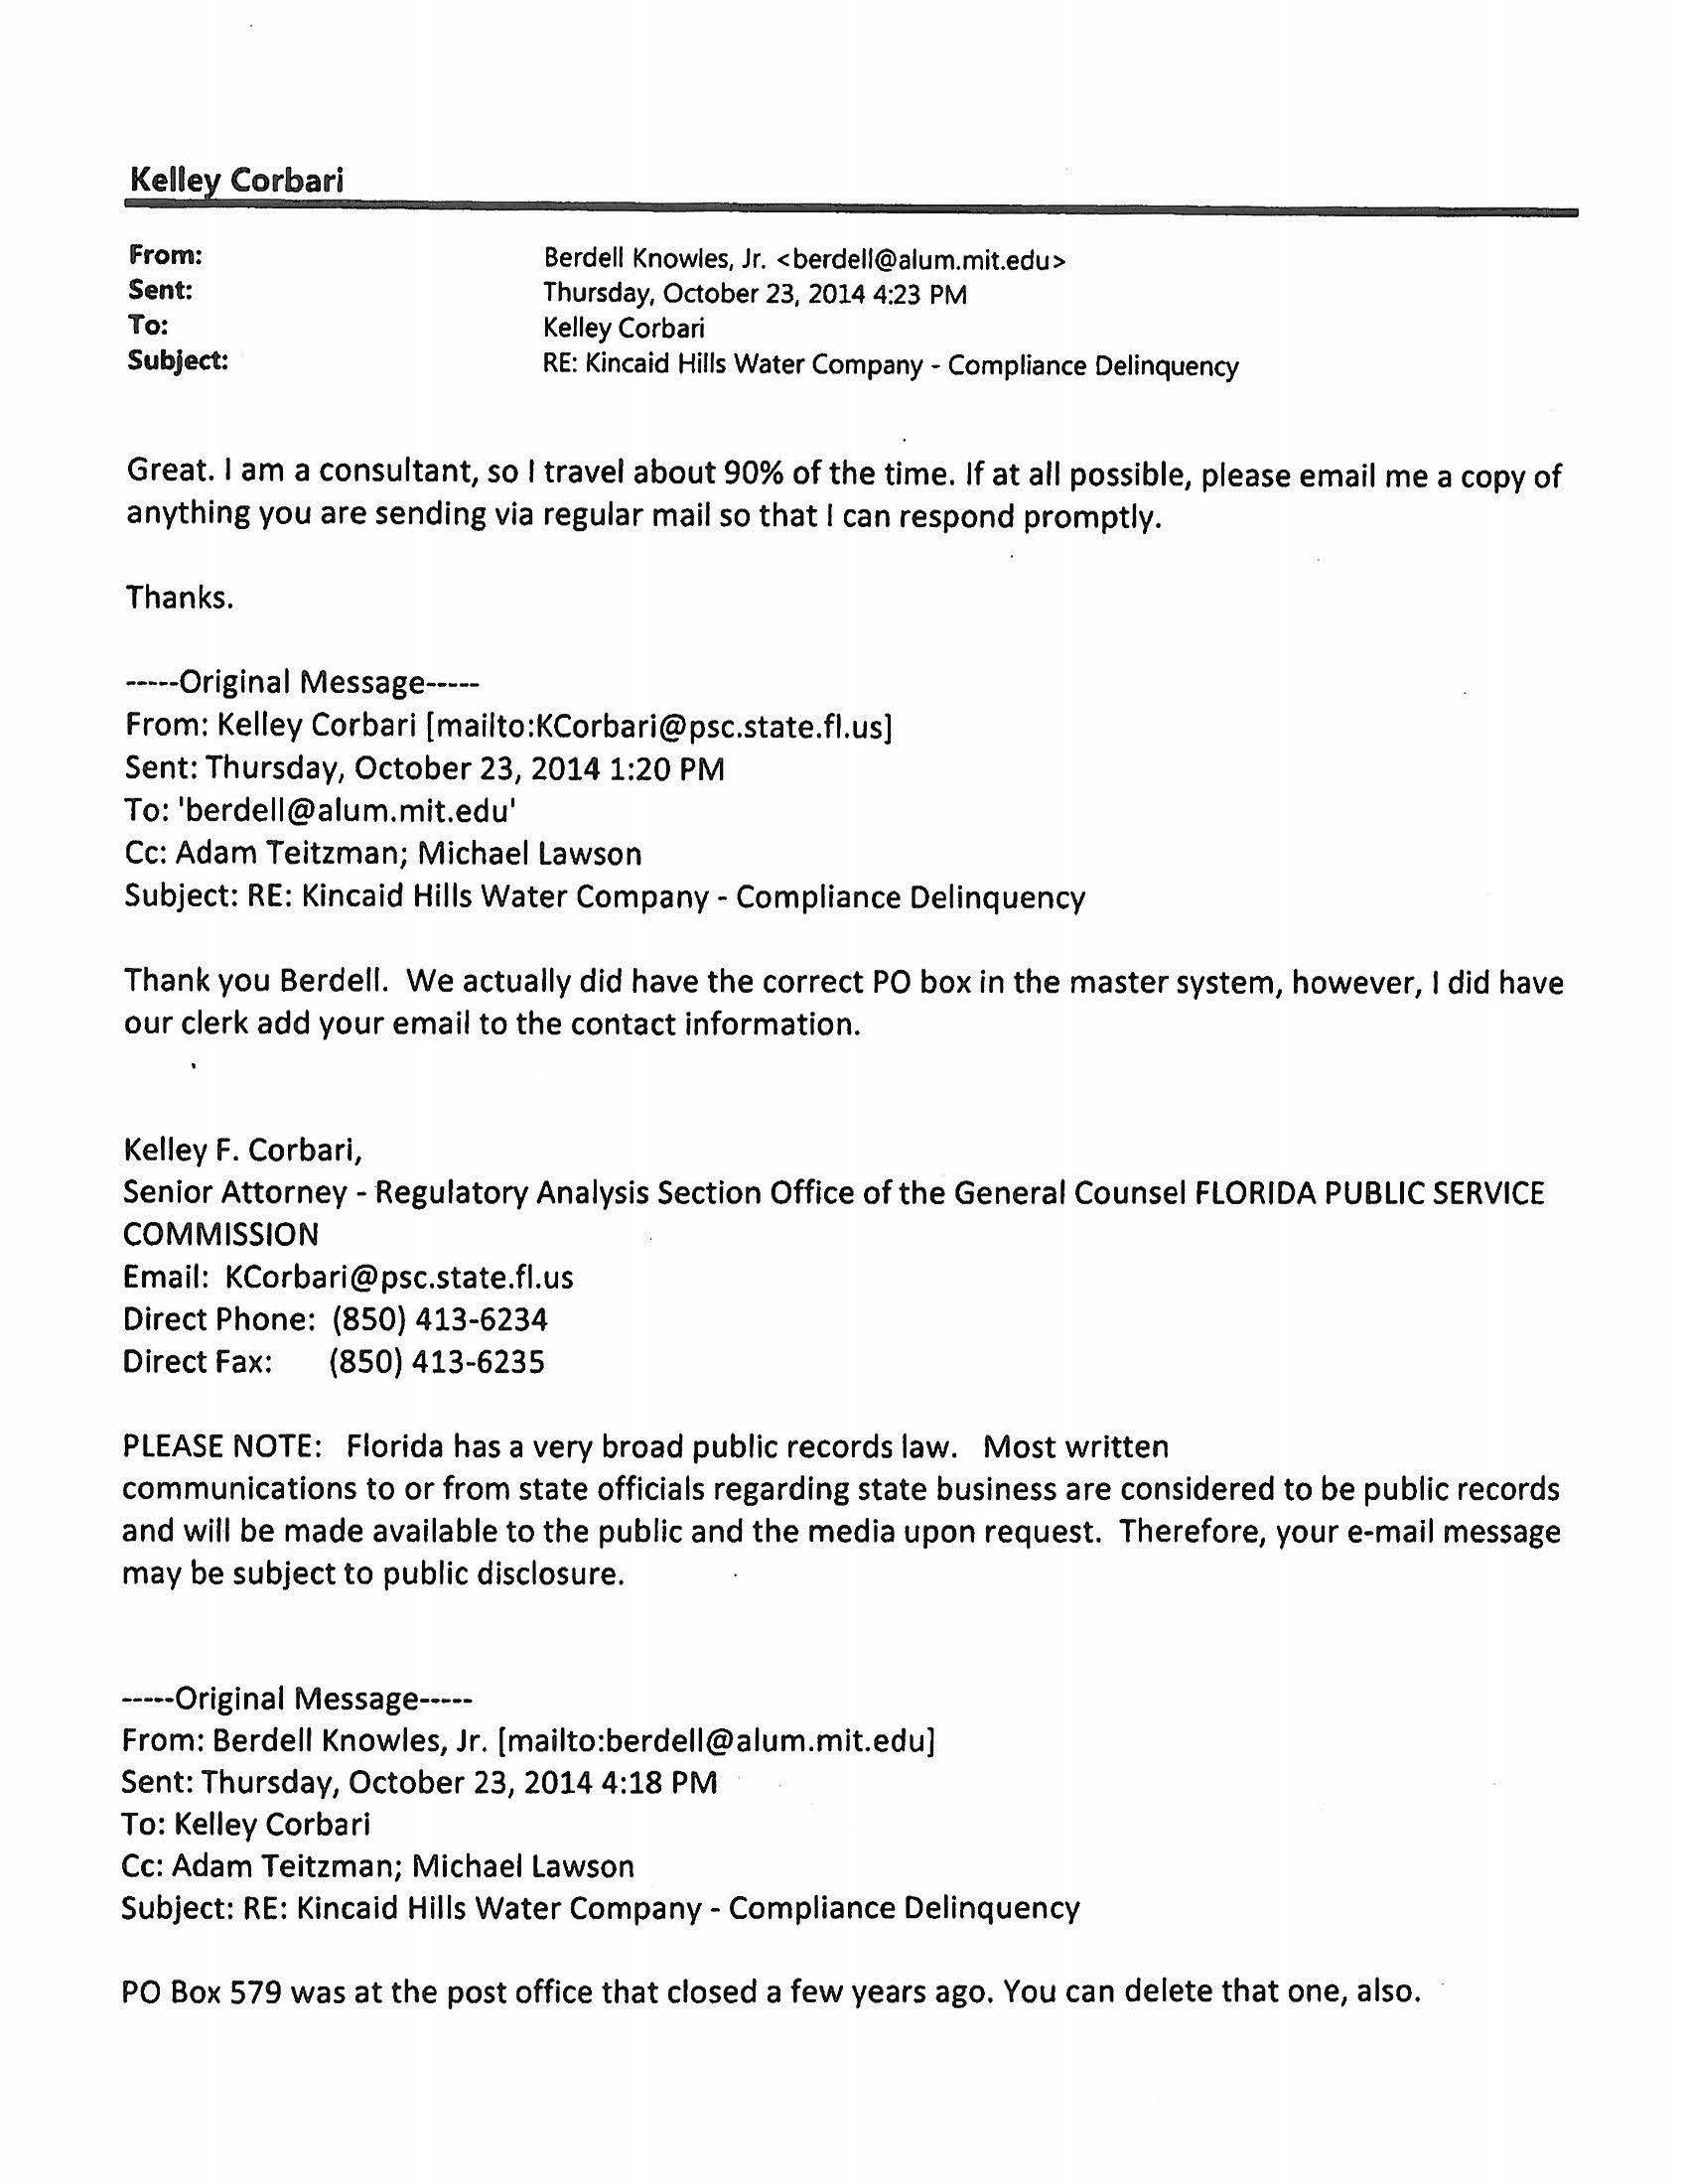 Kelley Corbari
From: Berdell Knowles, Jr. <berdell@alum.mit.edu>
Sent: Thursday, October 23, 2014 4:23 PM
To: Kelley Corbari
Subject: RE: Kincaid Hills Water Company - Compliance Delinquency
Great. I am a consultant, so I travel about 90% of the time. If at all possible, please email me a copy of
anything you are sending via regular mail so that I can respond promptly.
Thanks.
-----Original Message-----
From: Kelley Corbari [mailto:KCorbari@psc.state.fl.us]
Sent: Thursday, October 23, 2014 1:20 PM
To: 'berdell@alum.mit.edu'
Cc: Adam Teitzman; Michael Lawson
Subject: RE: Kincaid Hills Water Company - Compliance Delinquency
Thank you Berdell.  We actually did have the correct PO box in the master system, however, I did have
our clerk add your email to the contact information.
Kelley F. Corbari,
Senior Attorney - Regulatory Analysis Section Office of the General Counsel FLORIDA PUBLIC SERVICE
COMMISSION
Email:  KCorbari@psc.state.fl.us
Direct Phone:  (850) 413-6234
Direct Fax:     (850) 413-6235
PLEASE NOTE:   Florida has a very broad public records law.   Most written
communications to or from state officials regarding state business are considered to be public records
and will be made available to the public and the media upon request.  Therefore, your e-mail message
may be subject to public disclosure.
-----Original Message-----
From: Berdell Knowles, Jr. [mailto:berdell@alum.mit.edu]
Sent: Thursday, October 23, 2014 4:18 PM
To: Kelley Corbari
Cc: Adam Teitzman; Michael Lawson
Subject: RE: Kincaid Hills Water Company - Compliance Delinquency
PO Box 579 was at the post office that closed a few years ago. You can delete that one, also.